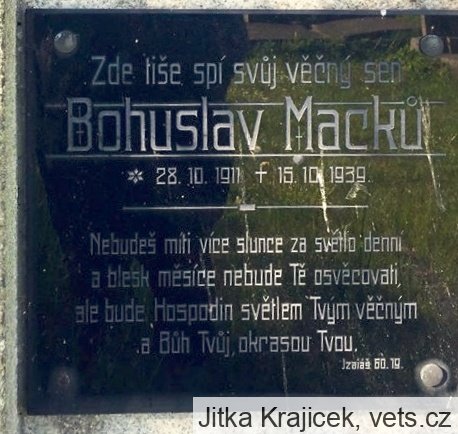 Zde tiše spí svůj věčný sen
Bohuslav Macků
* 28. 10. 1911 † 15. 10. 1939.
Nebudeš míti více slunce za světlo denní
a blesk měsíce nebude Tě osvěcovati,
ale bude Hospodin světlem Tvým věčným
a Bůh Tvůj, okrasou Tvou.
Izaiáš 60. 19.
Jitka Krajicek, vets.cz